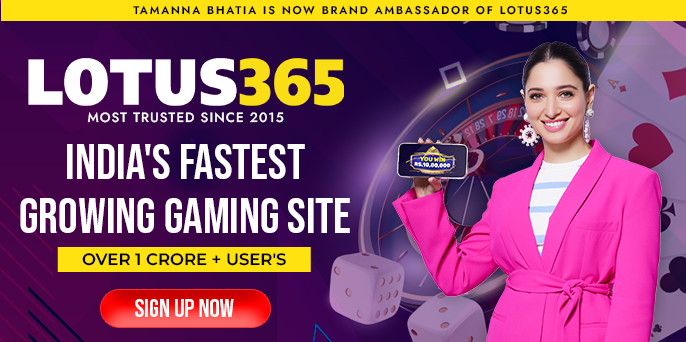 TAMANNA BHATIA IS NOW BRAND AMBASSADOR OF LOTUS365
LOTUS365
MOST TRUSTED SINCE 2015
INDIA'S FASTEST
GROWING GAMING SITE
OVER 1 CRORE + USER'S
SIGN UP NOW
YOU WIN
RS.10,00,000